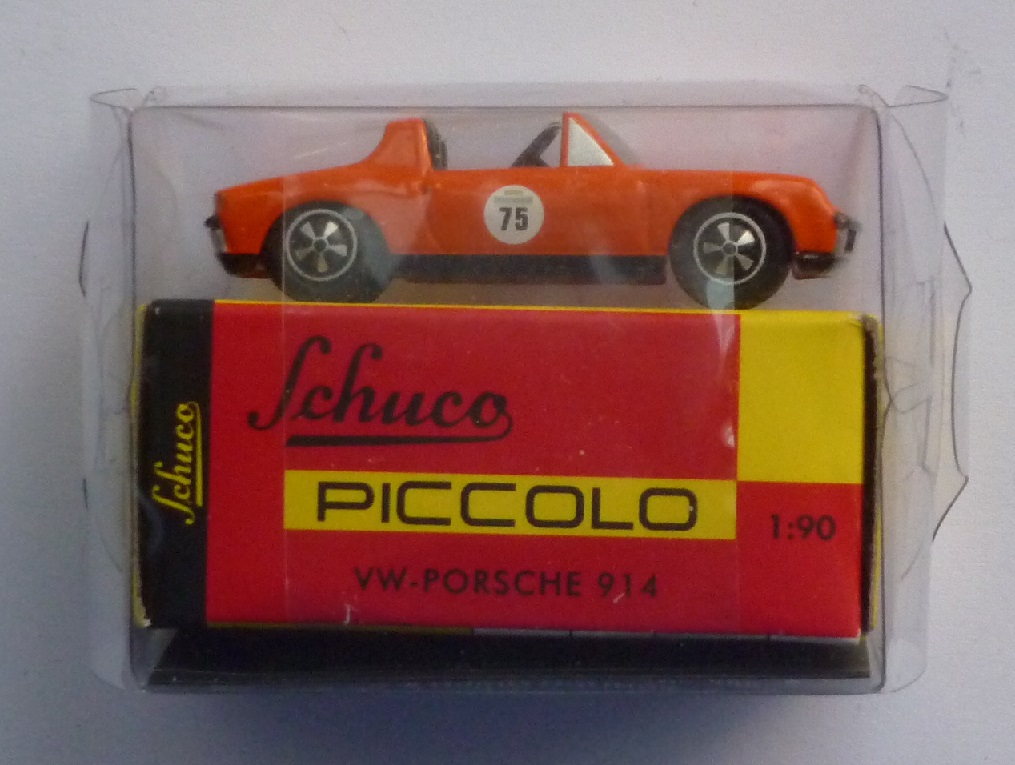 75
Schuco
Schuco
PICCOLO
1:90
VW-PORSCHE 914